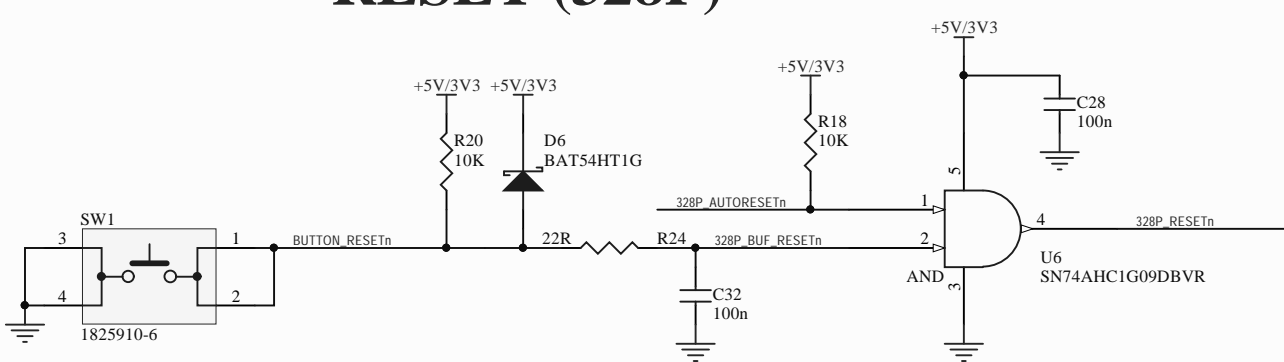 RESET (328P)
+5V/3V3
+5V/3V3
+5V/3V3
+5V/3V3
C28
100n
R18
10K
R20
10K
D6
BAT54HT1G
5
328P_AUTORESETn
1
4
328P_RESETn
SW1
3
1
BUTTON_RESETn
22R
R24
328P_BUF_RESETn
2
U6
SN74AHC1G09DBVR
AND
3
4
2
C32
100n
1825910-6